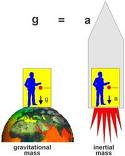 g = a
g
a
gravitational
mass
inertial
mass